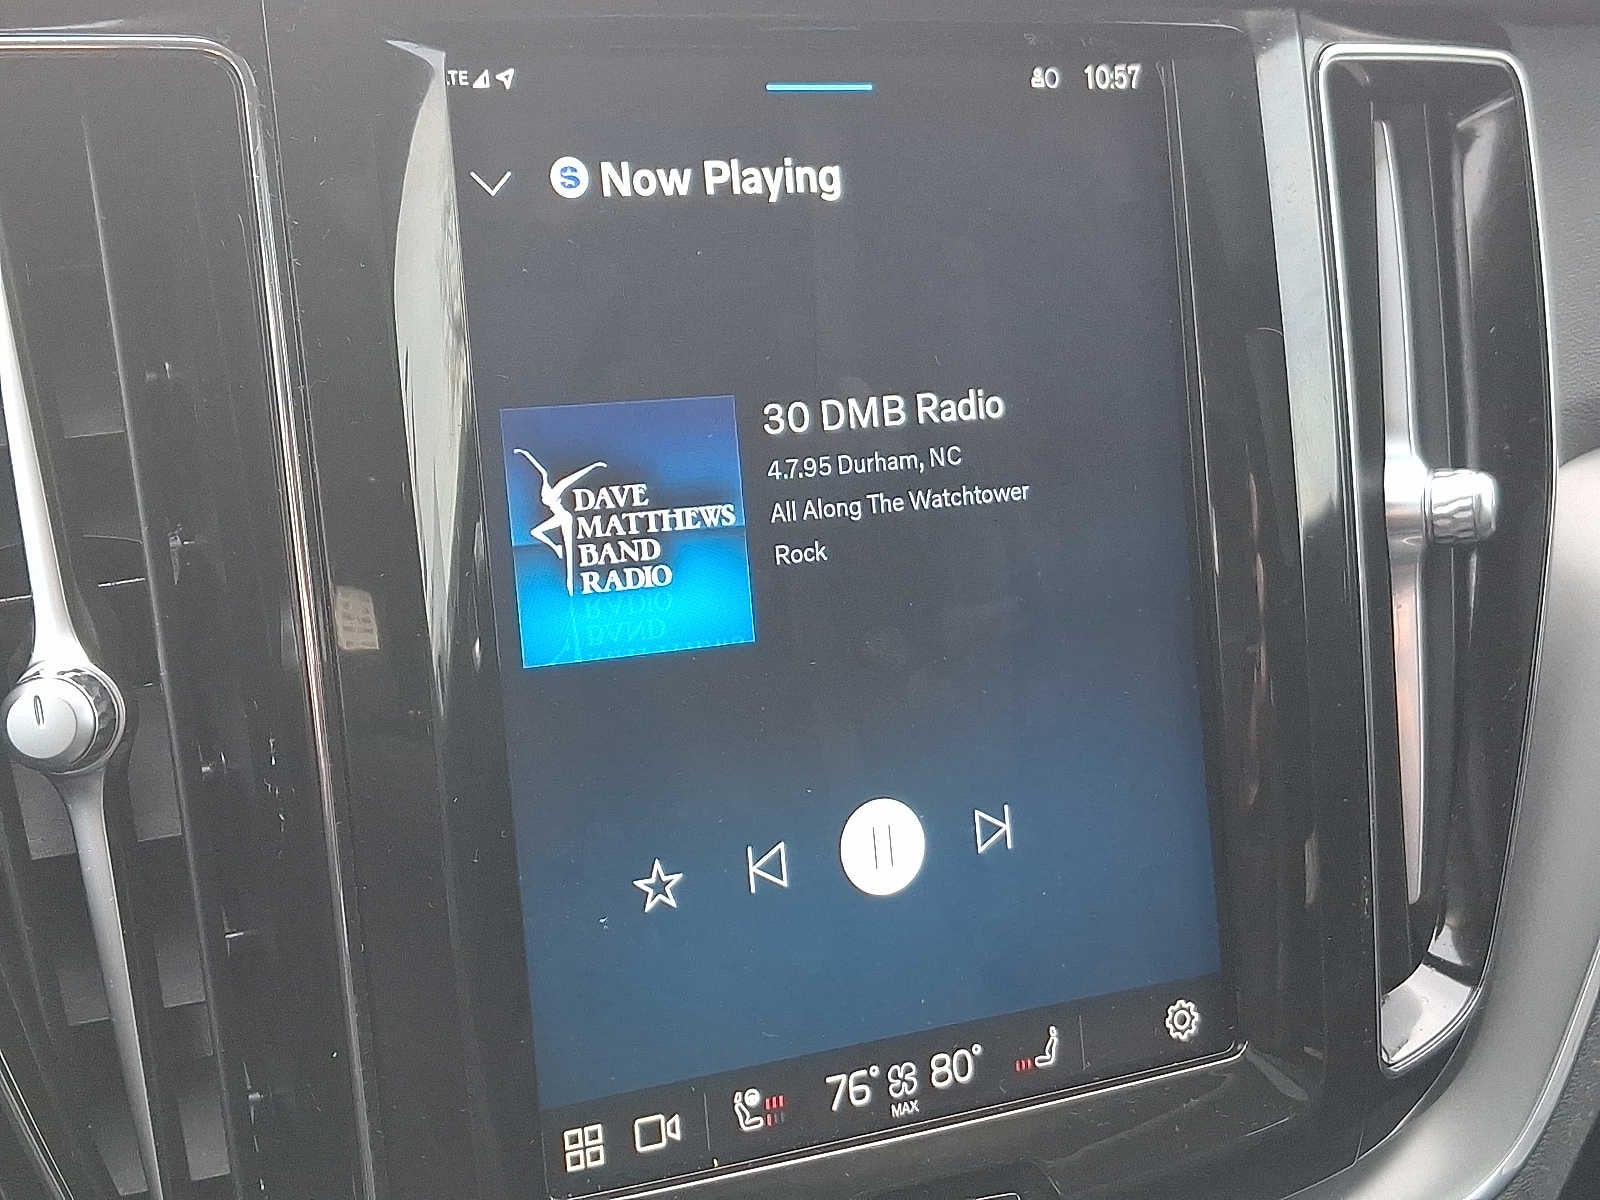 LTE 10:57
Now Playing
30 DMB Radio
4.7.95 Durham, NC
All Along The Watchtower
Rock
DAVE
MATTHEWS
BAND
RADIO
76° 80°
MAX